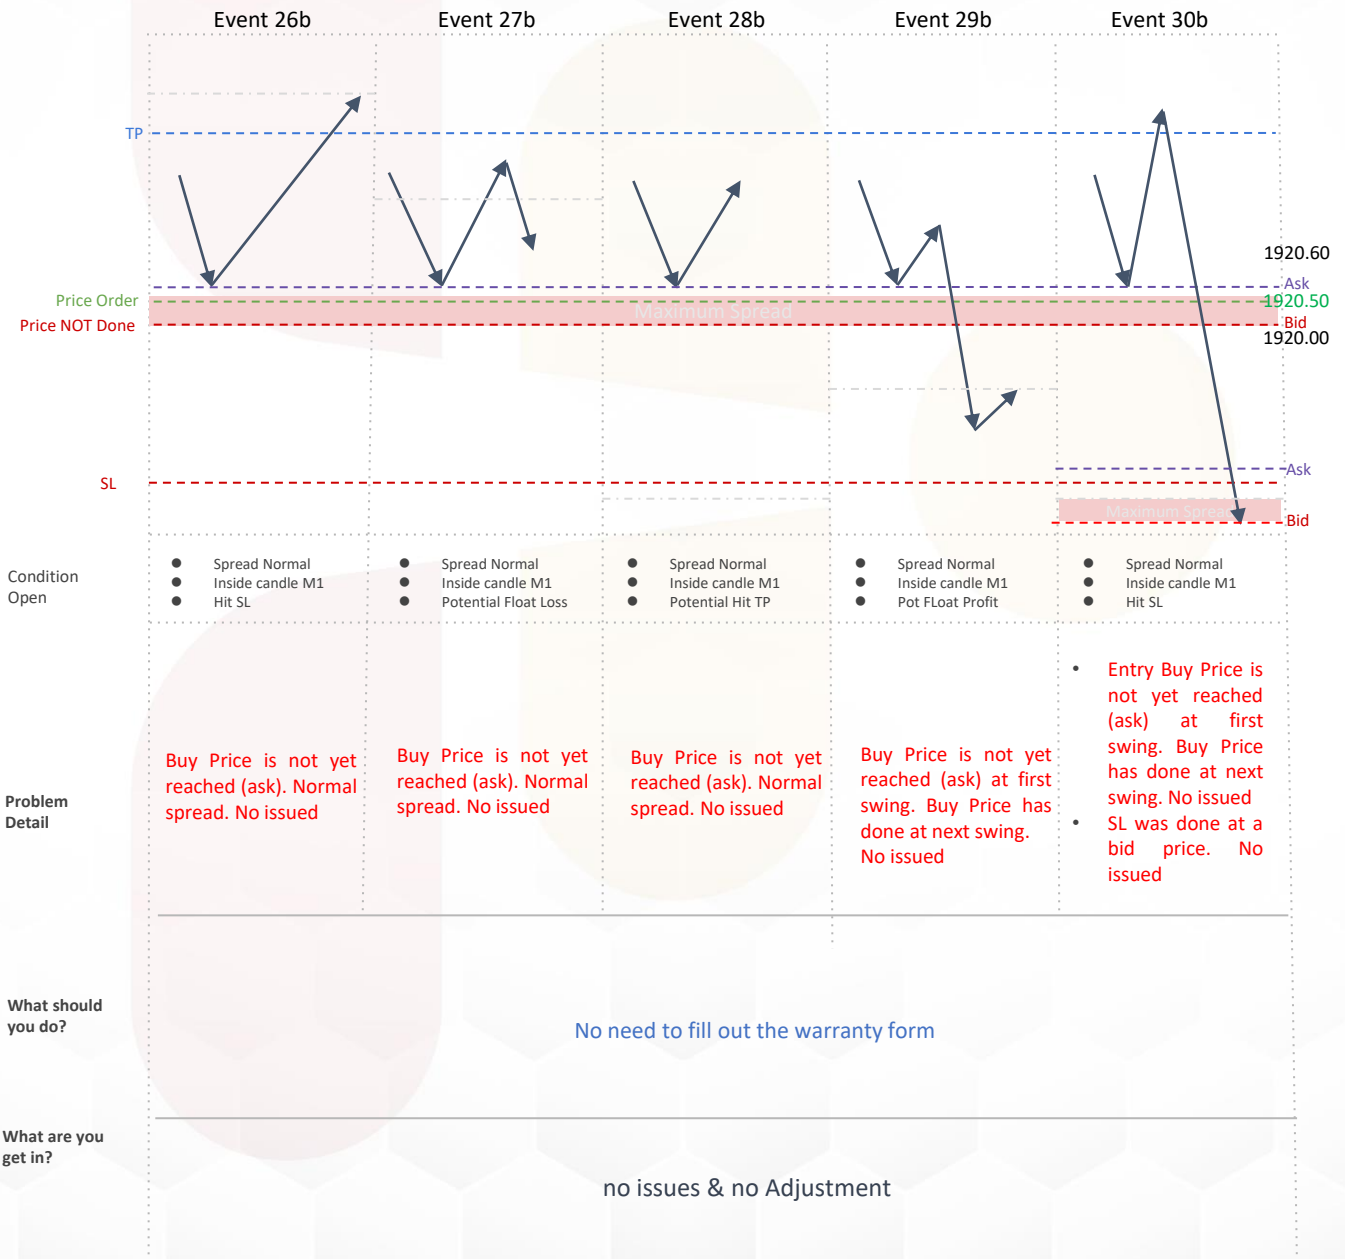 Event 26b
Event 27b
Event 28b
Event 29b
Event 30b
TP
1920.60
Ask
Price Order
1920.50
Maximum Spread
Price NOT Done
Bid
1920.00
Ask
SL
Maximum Spread
Bid
Condition
Open
● Spread Normal
● Inside candle M1
● Hit SL
● Spread Normal
● Inside candle M1
● Potential Float Loss
● Spread Normal
● Inside candle M1
● Potential Hit TP
● Spread Normal
● Inside candle M1
● Pot FLoat Profit
● Spread Normal
● Inside candle M1
● Hit SL
Problem
Detail
Buy Price is not yet
reached (ask). Normal
spread. No issued
Buy Price is not yet
reached (ask). Normal
spread. No issued
Buy Price is not yet
reached (ask). Normal
spread. No issued
Buy Price is not yet
reached (ask) at first
swing. Buy Price has
done at next swing.
No issued
• Entry Buy Price is
not yet reached
(ask) at first
swing. Buy Price
has done at next
swing. No issued
• SL was done at a
bid price. No
issued
What should
you do?
No need to fill out the warranty form
What are you
get in?
no issues & no Adjustment